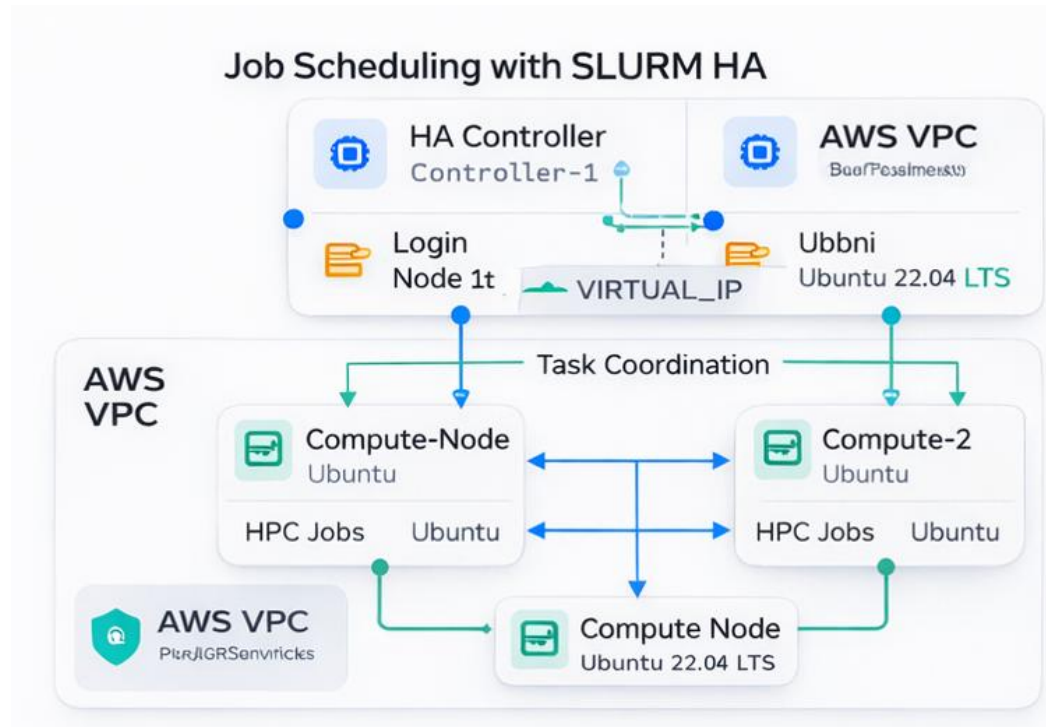 Job Scheduling with SLURM HA
HA Controller
Controller-1
AWS VPC
Login
Node 1t
Ubbni
Ubuntu 22.04 LTS
VIRTUAL_IP
AWS
VPC
Task Coordination
Compute-Node
Ubuntu
HPC Jobs Ubuntu
Compute-2
Ubuntu
HPC Jobs Ubuntu
AWS VPC
Compute Node
Ubuntu 22.04 LTS